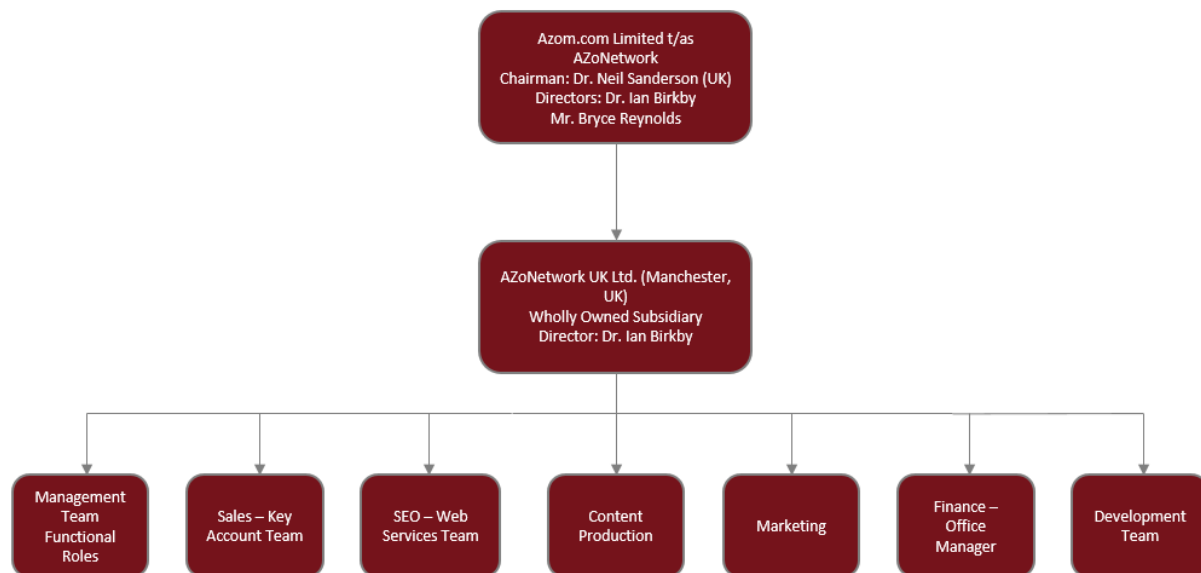 Azom.com Limited t/as
AZoNetwork
Chairman: Dr. Neil Sanderson (UK)
Directors: Dr. Ian Birkby
Mr. Bryce Reynolds
AZoNetwork UK Ltd. (Manchester,
UK)
Wholly Owned Subsidiary
Director: Dr. Ian Birkby
Management
Team
Functional
Roles
Sales – Key
Account Team
SEO – Web
Services Team
Content
Production
Marketing
Finance –
Office
Manager
Development
Team